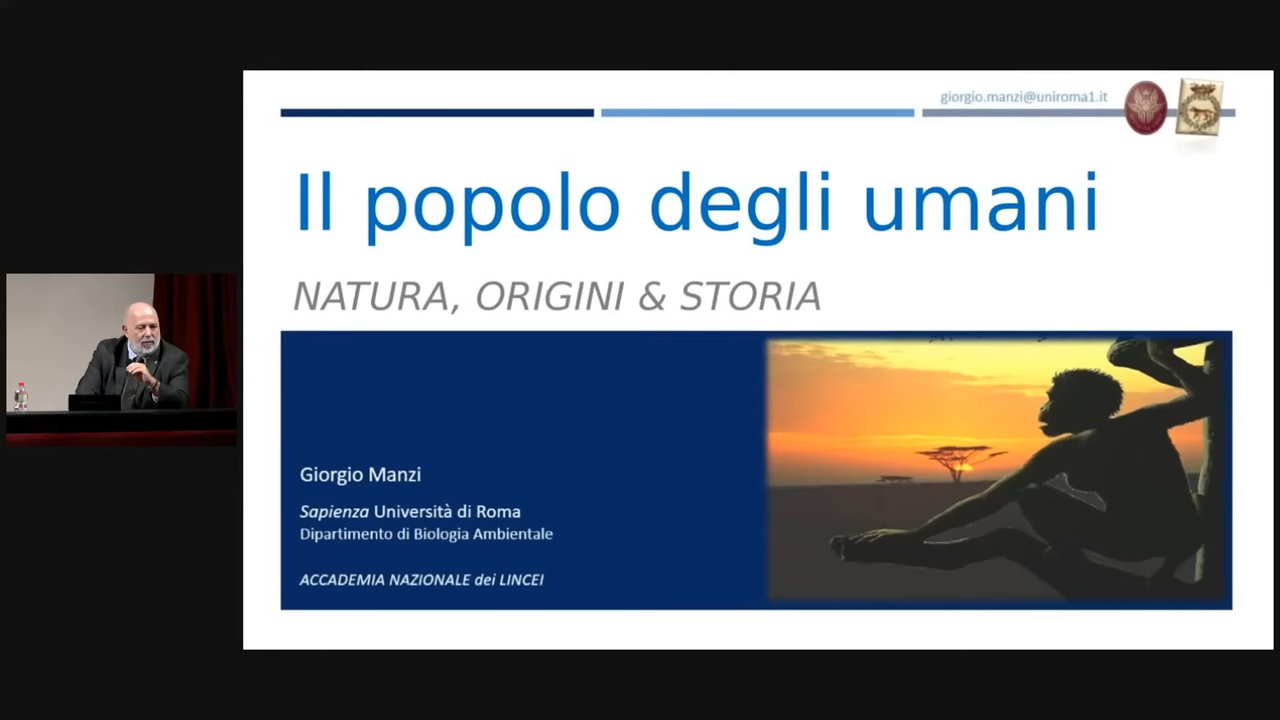 giorgio.manzi@uniroma1.it
Il popolo degli umani
NATURA, ORIGINI & STORIA
Giorgio Manzi
Sapienza Università di Roma
Dipartimento di Biologia Ambientale
ACCADEMIA NAZIONALE dei LINCEI